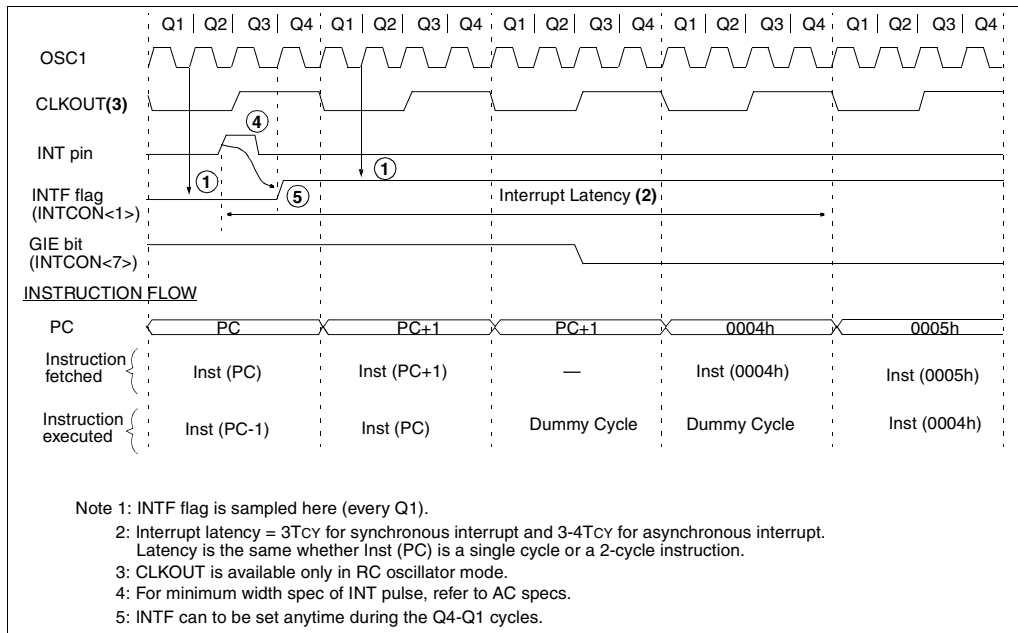 Q1 | Q2 | Q3 | Q4 Q1 | Q2 | Q3 | Q4 Q1 | Q2 | Q3 | Q4 Q1 | Q2 | Q3 | Q4 Q1 | Q2 | Q3 | Q4
OSC1
CLKOUT(3)
4
INT pin
1 1
INTF flag
(INTCON<1>)
5
Interrupt Latency (2)
GIE bit
(INTCON<7>)
INSTRUCTION FLOW
PC PC PC+1 PC+1 0004h 0005h
Instruction
fetched
Inst (PC) Inst (PC+1) — Inst (0004h) Inst (0005h)
Instruction
executed
Inst (PC-1) Inst (PC) Dummy Cycle Dummy Cycle Inst (0004h)
Note 1: INTF flag is sampled here (every Q1).
2: Interrupt latency = 3TCY for synchronous interrupt and 3-4TCY for asynchronous interrupt.
Latency is the same whether Inst (PC) is a single cycle or a 2-cycle instruction.
3: CLKOUT is available only in RC oscillator mode.
4: For minimum width spec of INT pulse, refer to AC specs.
5: INTF can to be set anytime during the Q4-Q1 cycles.